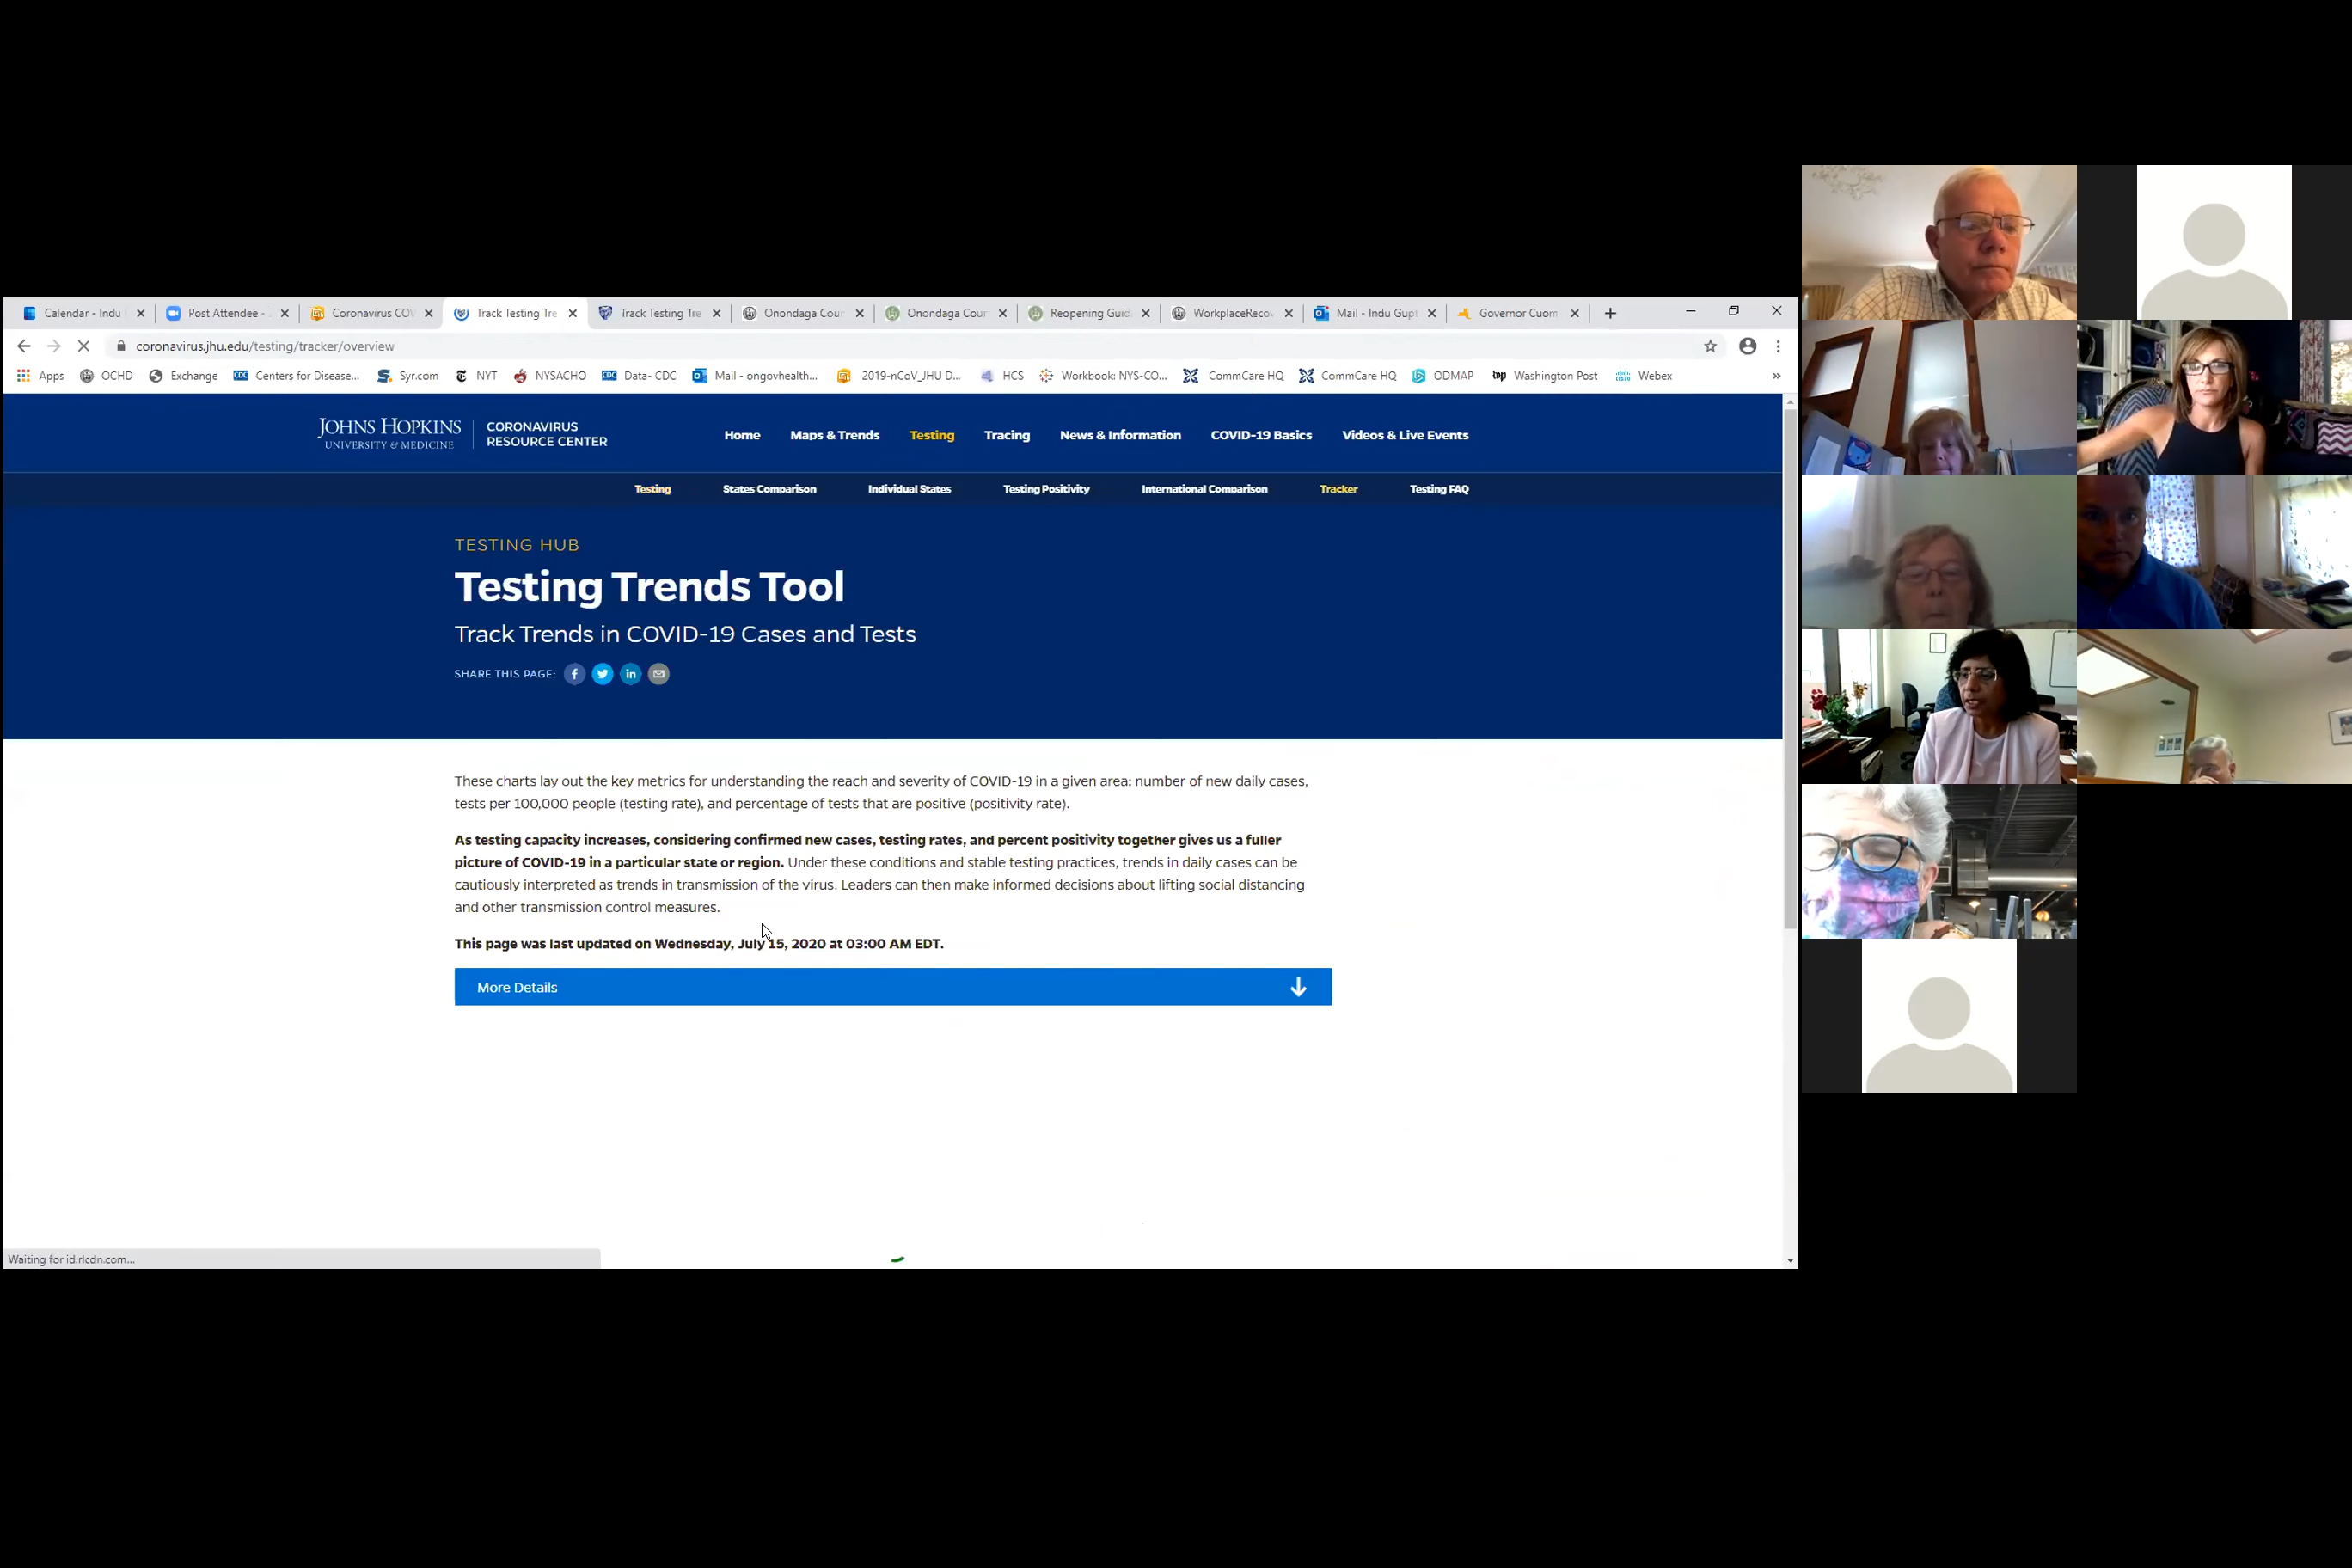 Calendar - Indu
Post Attendee -
Coronavirus COV
Track Testing Tre
Track Testing Tre
Onondaga Coun
Onondaga Coun
Reopening Guid
WorkplaceRecov
Mail - Indu Gupt
Governor Cuom
coronavirus.jhu.edu/testing/tracker/overview
Apps OCHD Exchange CDC Centers for Disease... Syr.com NYT NYSACHO CDC Data- CDC Mail - ongovhealth... 2019-nCoV_JHU D... HCS Workbook: NYS-CO... CommCare HQ CommCare HQ ODMAP wp Washington Post Webex »
JOHNS HOPKINS
UNIVERSITY & MEDICINE
CORONAVIRUS
RESOURCE CENTER
Home Maps & Trends Testing Tracing News & Information COVID-19 Basics Videos & Live Events
Testing States Comparison Individual States Testing Positivity International Comparison Tracker Testing FAQ
TESTING HUB
Testing Trends Tool
Track Trends in COVID-19 Cases and Tests
SHARE THIS PAGE:
These charts lay out the key metrics for understanding the reach and severity of COVID-19 in a given area: number of new daily cases,
tests per 100,000 people (testing rate), and percentage of tests that are positive (positivity rate).
As testing capacity increases, considering confirmed new cases, testing rates, and percent positivity together gives us a fuller
picture of COVID-19 in a particular state or region. Under these conditions and stable testing practices, trends in daily cases can be
cautiously interpreted as trends in transmission of the virus. Leaders can then make informed decisions about lifting social distancing
and other transmission control measures.
This page was last updated on Wednesday, July 15, 2020 at 03:00 AM EDT.
More Details
Waiting for id.rlcdn.com...